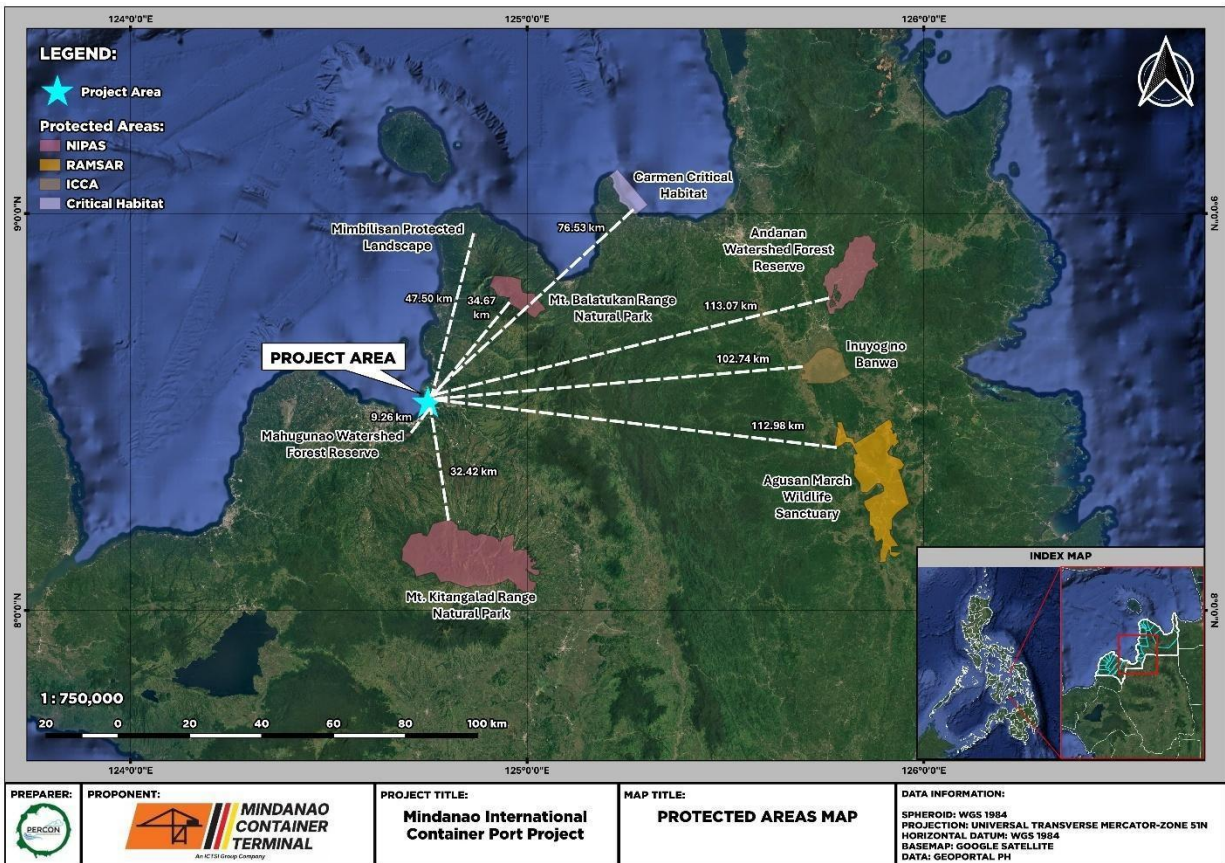 124°0'0"E
125°0'0"E
126°0'0"E
LEGEND:
Project Area
Protected Areas:
NIPAS
RAMSAR
ICCA
Critical Habitat
9°0'0"N
9°0'0"N
Carmen Critical
Habitat
76.53 km
Mimbilisan Protected
Landscape
Andanan
Watershed Forest
Reserve
47.50 km
34.67
km
Mt. Balatukan Range
Natural Park
113.07 km
PROJECT AREA
Inuyog no
Banwa
102.74 km
9.26 km
Mahugunao Watershed
Forest Reserve
112.98 km
32.42 km
Agusan March
Wildlife
Sanctuary
Mt. Kitangalad Range
Natural Park
8°0'0"N
8°0'0"N
INDEX MAP
1 : 750,000
20 0 20 40 60 80 100 km
124°0'0"E
125°0'0"E
126°0'0"E
PREPARER:
PERCON
PROPONENT:
MINDANAO
CONTAINER
TERMINAL
An ICTSI Group Company
PROJECT TITLE:
Mindanao International
Container Port Project
MAP TITLE:
PROTECTED AREAS MAP
DATA INFORMATION:
SPHEROID: WGS 1984
PROJECTION: UNIVERSAL TRANSVERSE MERCATOR-ZONE 51N
HORIZONTAL DATUM: WGS 1984
BASEMAP: GOOGLE SATELLITE
DATA: GEOPORTAL PH